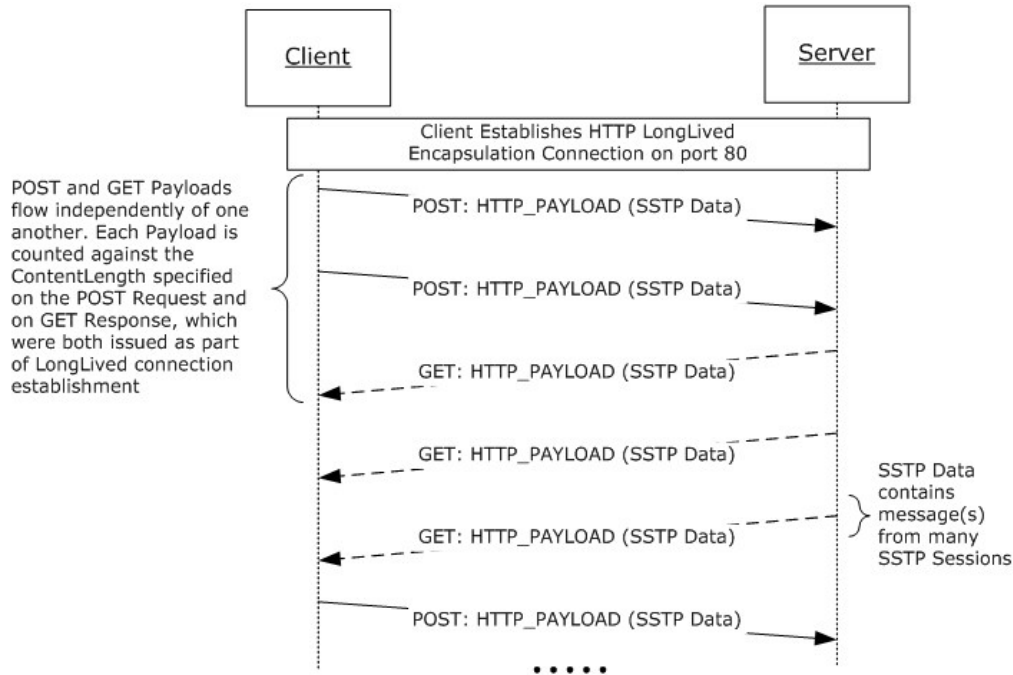 Client
Server
Client Establishes HTTP LongLived
Encapsulation Connection on port 80
POST and GET Payloads
flow independently of one
another. Each Payload is
counted against the
ContentLength specified
on the POST Request and
on GET Response, which
were both issued as part
of LongLived connection
establishment
POST: HTTP_PAYLOAD (SSTP Data)
POST: HTTP_PAYLOAD (SSTP Data)
GET: HTTP_PAYLOAD (SSTP Data)
GET: HTTP_PAYLOAD (SSTP Data)
GET: HTTP_PAYLOAD (SSTP Data)
SSTP Data
contains
message(s)
from many
SSTP Sessions
POST: HTTP_PAYLOAD (SSTP Data)